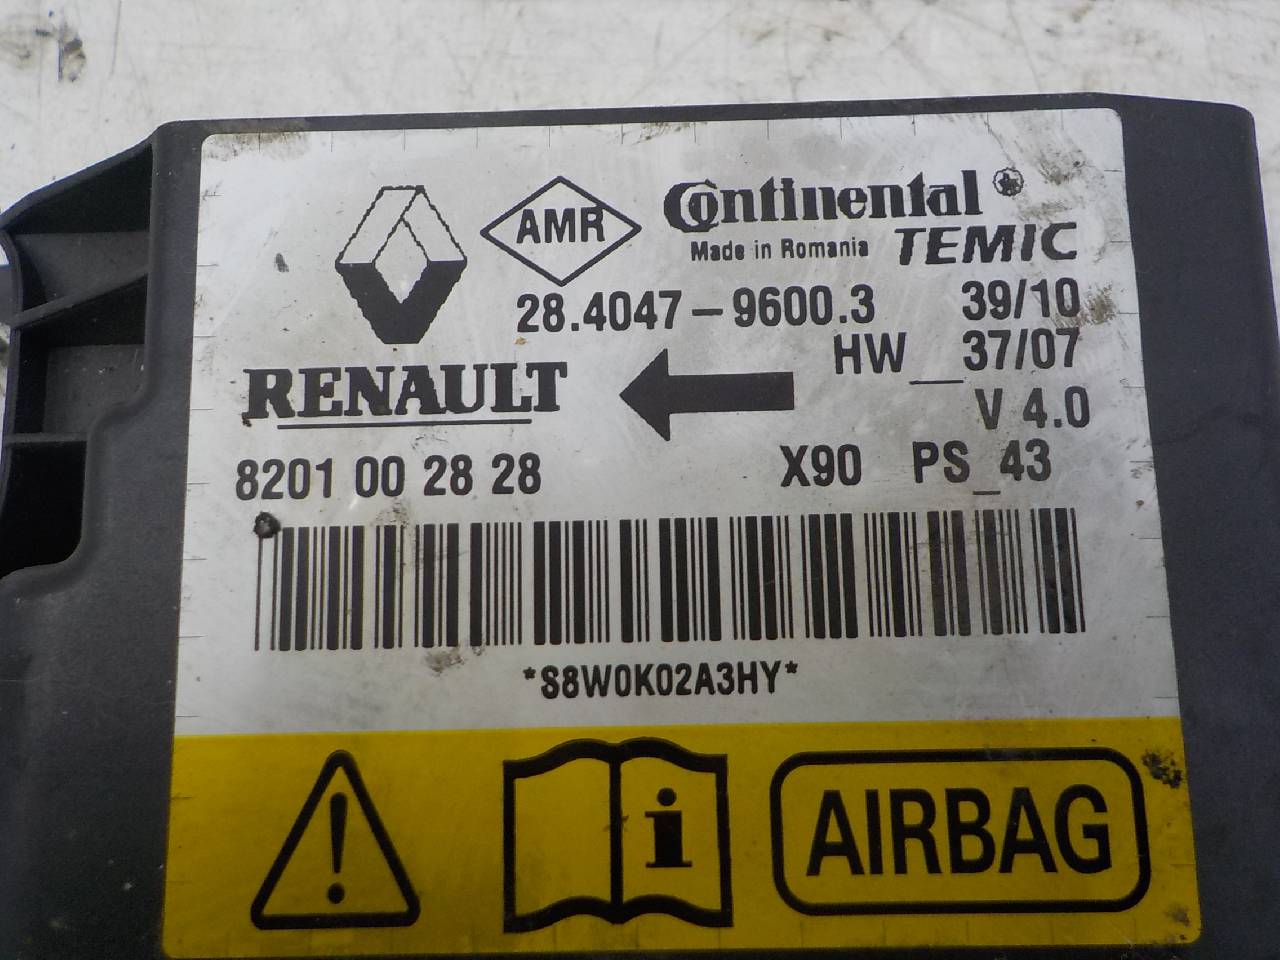 AMR
Continental
Made in Romania TEMIC
28.4047-9600.3 39/10
HW__37/07
RENAULT
V 4.0
8201 00 28 28 X90 PS_43
*S8W0K02A3HY*
i AIRBAG